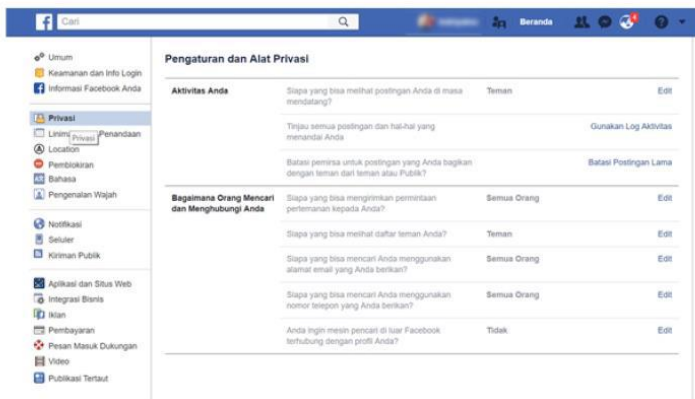 f
Cari
Beranda
Umum
Keamanan dan Info Login
Informasi Facebook Anda
Privasi
Penandaan
Privasi
Location
Pemblokiran
Bahasa
Pengenalan Wajah
Notifikasi
Seluler
Kiriman Publik
Aplikasi dan Situs Web
Integrasi Bisnis
Iklan
Pembayaran
Pesan Masuk Dukungan
Video
Publikasi Tertaut
Pengaturan dan Alat Privasi
Aktivitas Anda
Siapa yang bisa melihat postingan Anda di masa
mendatang?
Teman
Edit
Tinjau semua postingan dan hal-hal yang
menandai Anda
Gunakan Log Aktivitas
Batasi pemirsa untuk postingan yang Anda bagikan
dengan teman dari teman atau Publik?
Batasi Postingan Lama
Bagaimana Orang Mencari
dan Menghubungi Anda
Siapa yang bisa mengirimkan permintaan
pertemanan kepada Anda?
Semua Orang
Edit
Siapa yang bisa melihat daftar teman Anda?
Teman
Edit
Siapa yang bisa mencari Anda menggunakan
alamat email yang Anda berikan?
Semua Orang
Edit
Siapa yang bisa mencari Anda menggunakan
nomor telepon yang Anda berikan?
Semua Orang
Edit
Anda ingin mesin pencari di luar Facebook
terhubung dengan profil Anda?
Tidak
Edit